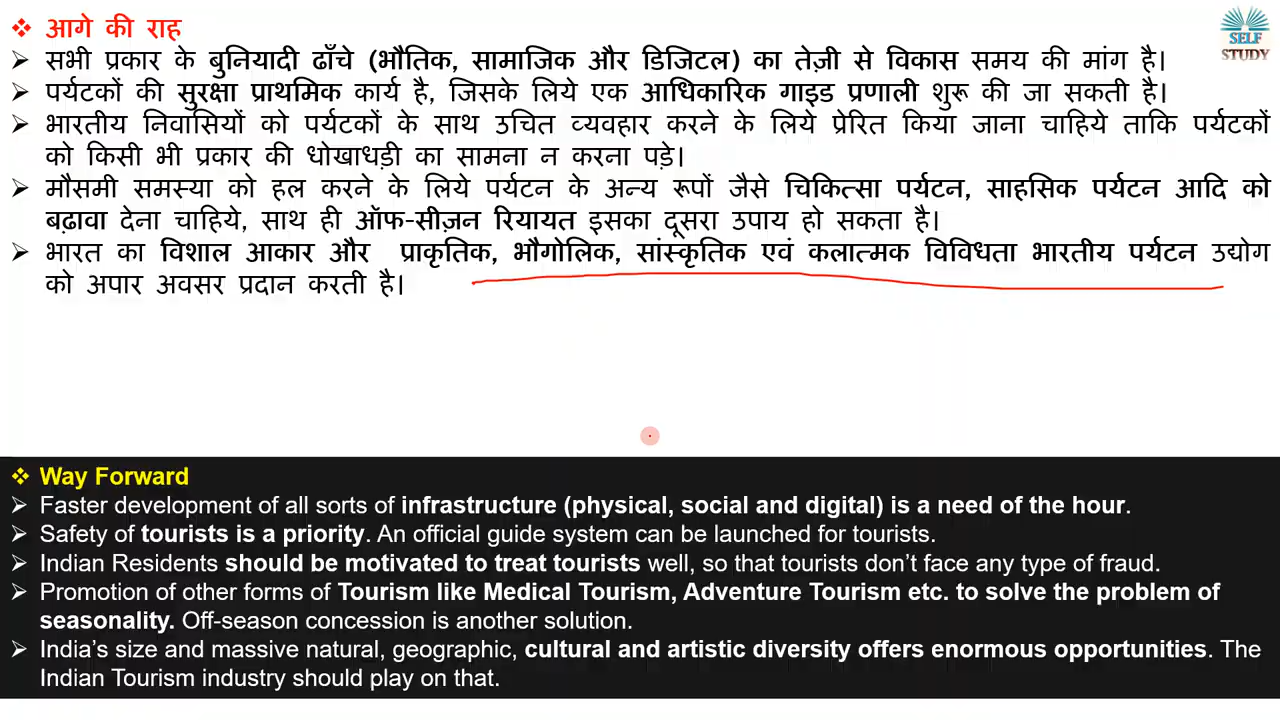 ❖ आगे की राह
➢ सभी प्रकार के बुनियादी ढाँचे (भौतिक, सामाजिक और डिजिटल) का तेज़ी से विकास समय की मांग है।
➢ पर्यटकों की सुरक्षा प्राथमिक कार्य है, जिसके लिये एक आधिकारिक गाइड प्रणाली शुरू की जा सकती है।
➢ भारतीय निवासियों को पर्यटकों के साथ उचित व्यवहार करने के लिये प्रेरित किया जाना चाहिये ताकि पर्यटकों
को किसी भी प्रकार की धोखाधड़ी का सामना न करना पड़े।
➢ मौसमी समस्या को हल करने के लिये पर्यटन के अन्य रूपों जैसे चिकित्सा पर्यटन, साहसिक पर्यटन आदि को
बढ़ावा देना चाहिये, साथ ही ऑफ-सीज़न रियायत इसका दूसरा उपाय हो सकता है।
➢ भारत का विशाल आकार और प्राकृतिक, भौगोलिक, सांस्कृतिक एवं कलात्मक विविधता भारतीय पर्यटन उद्योग
को अपार अवसर प्रदान करती है।
SELF
STUDY
❖ Way Forward
➢ Faster development of all sorts of infrastructure (physical, social and digital) is a need of the hour.
➢ Safety of tourists is a priority. An official guide system can be launched for tourists.
➢ Indian Residents should be motivated to treat tourists well, so that tourists don’t face any type of fraud.
➢ Promotion of other forms of Tourism like Medical Tourism, Adventure Tourism etc. to solve the problem of
seasonality. Off-season concession is another solution.
➢ India’s size and massive natural, geographic, cultural and artistic diversity offers enormous opportunities. The
Indian Tourism industry should play on that.